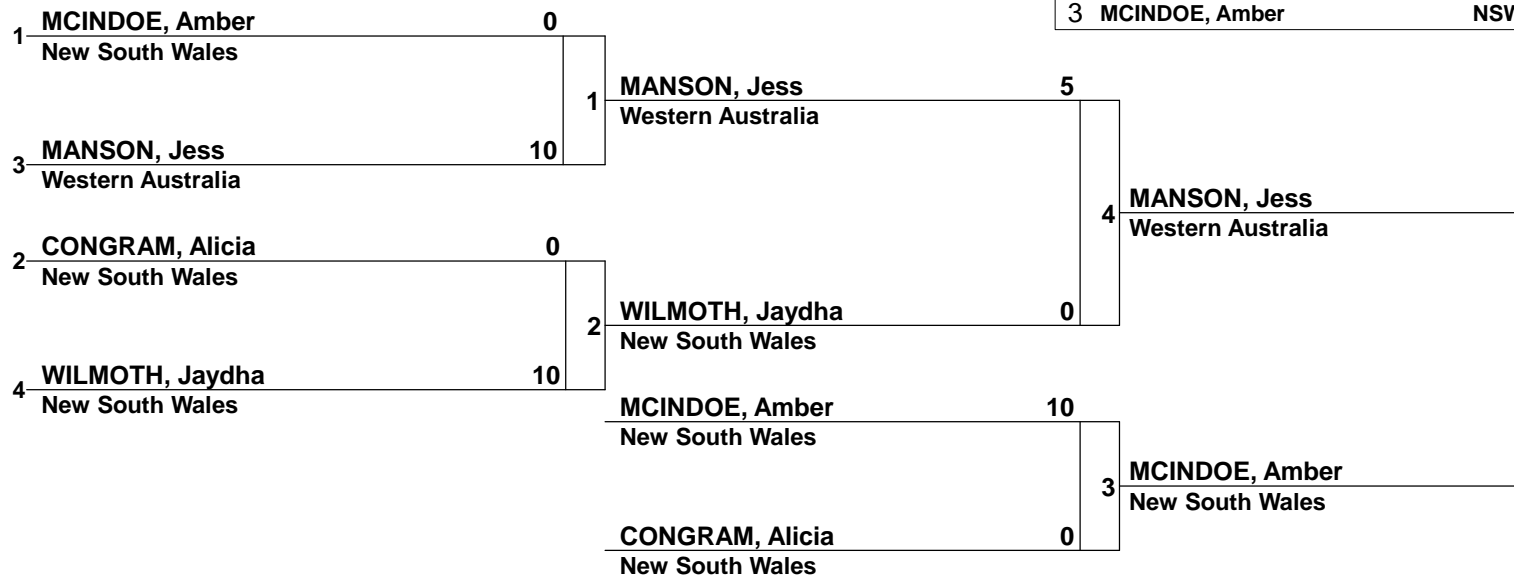 3 MCINDOE, Amber NSW
1 MCINDOE, Amber 0
New South Wales
1 MANSON, Jess 5
Western Australia
3 MANSON, Jess 10
Western Australia
4 MANSON, Jess
Western Australia
2 CONGRAM, Alicia 0
New South Wales
2 WILMOTH, Jaydha 0
New South Wales
4 WILMOTH, Jaydha 10
New South Wales
MCINDOE, Amber 10
New South Wales
3 MCINDOE, Amber
New South Wales
CONGRAM, Alicia 0
New South Wales